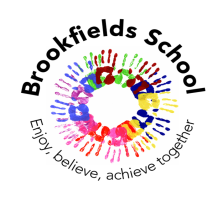 Brookfields School
Enjoy, believe, achieve together